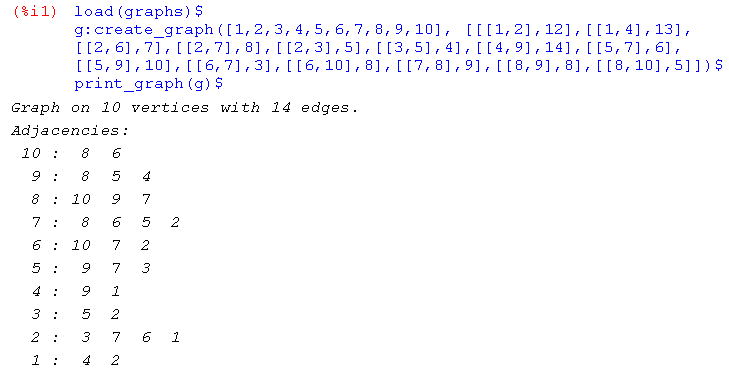 (%i1) load(graphs)$
g:create_graph([1,2,3,4,5,6,7,8,9,10], [[[1,2],12],[[1,4],13],
[[2,6],7],[[2,7],8],[[2,3],5],[[3,5],4],[[4,9],14],[[5,7],6],
[[5,9],10],[[6,7],3],[[6,10],8],[[7,8],9],[[8,9],8],[[8,10],5]])$
print_graph(g)$
Graph on 10 vertices with 14 edges.
Adjacencies:
10 : 8 6
9 : 8 5 4
8 : 10 9 7
7 : 8 6 5 2
6 : 10 7 2
5 : 9 7 3
4 : 9 1
3 : 5 2
2 : 3 7 6 1
1 : 4 2